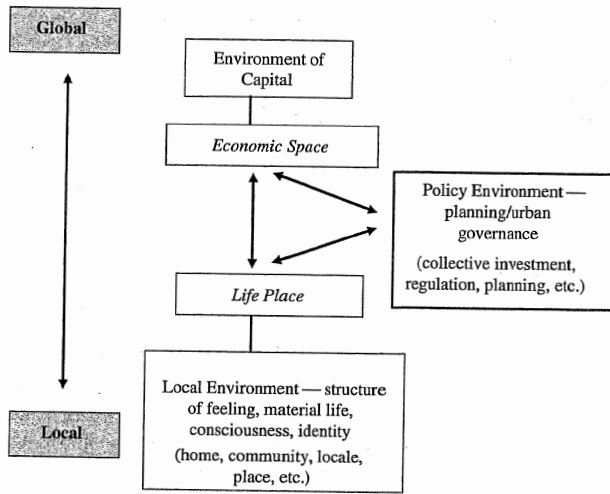 Global
Environment of
Capital
Economic Space
Policy Environment —
planning/urban
governance
(collective investment,
regulation, planning, etc.)
Life Place
Local Environment — structure
of feeling, material life,
consciousness, identity
(home, community, locale,
place, etc.)
Local